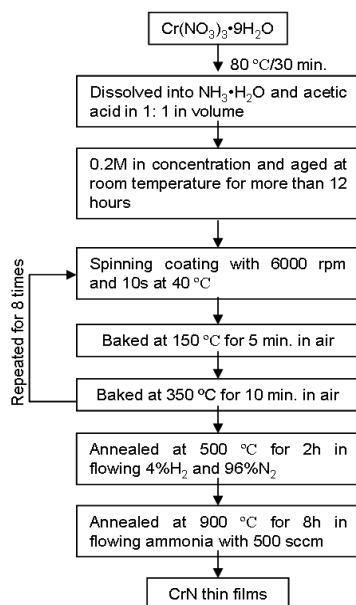 Cr(NO₃)₃•9H₂O
80 °C/30 min.
Dissolved into NH₃•H₂O and acetic
acid in 1: 1 in volume
0.2M in concentration and aged at
room temperature for more than 12
hours
Spinning coating with 6000 rpm
and 10s at 40 °C
Repeated for 8 times
Baked at 150 °C for 5 min. in air
Baked at 350 ºC for 10 min. in air
Annealed at 500 °C for 2h in
flowing 4%H₂ and 96%N₂
Annealed at 900 °C for 8h in
flowing ammonia with 500 sccm
CrN thin films